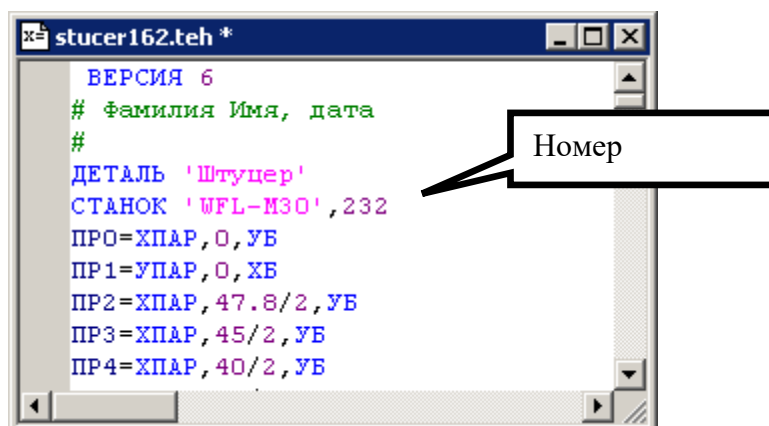 stucer162.teh *
ВЕРСИЯ 6
# Фамилия Имя, дата
#
ДЕТАЛЬ 'Штуцер'
СТАНОК 'WFL-M30',232
ПР0=ХПАР,0,УБ
ПР1=УПАР,0,ХБ
ПР2=ХПАР,47.8/2,УБ
ПР3=ХПАР,45/2,УБ
ПР4=ХПАР,40/2,УБ
Номер